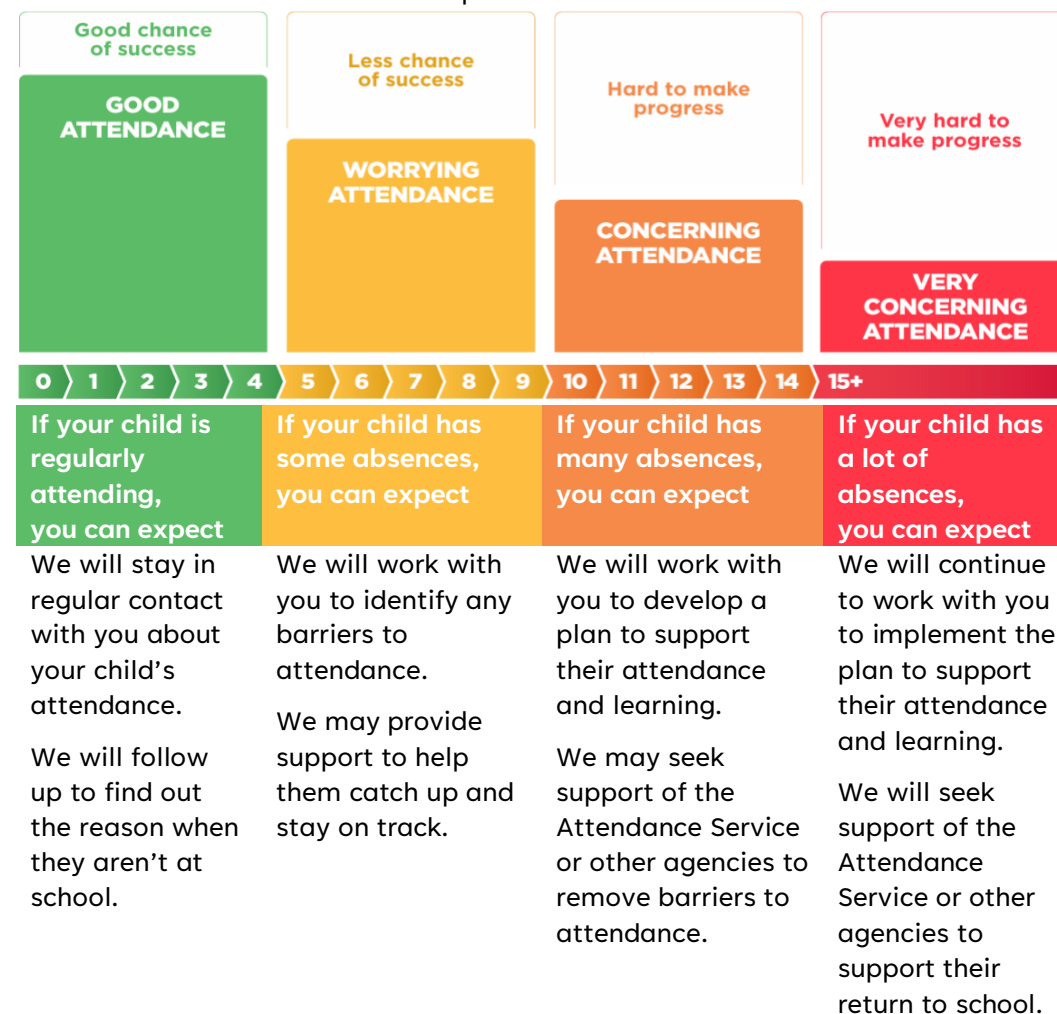 Good chance
of success
GOOD
ATTENDANCE
Less chance
of success
WORRYING
ATTENDANCE
Hard to make
progress
CONCERNING
ATTENDANCE
Very hard to
make progress
VERY
CONCERNING
ATTENDANCE
0 1 2 3 4 5 6 7 8 9 10 11 12 13 14 15+
If your child is
regularly
attending,
you can expect
We will stay in
regular contact
with you about
your child’s
attendance.
We will follow
up to find out
the reason when
they aren’t at
school.
If your child has
some absences,
you can expect
We will work with
you to identify any
barriers to
attendance.
We may provide
support to help
them catch up and
stay on track.
If your child has
many absences,
you can expect
We will work with
you to develop a
plan to support
their attendance
and learning.
We may seek
support of the
Attendance Service
or other agencies to
remove barriers to
attendance.
If your child has
a lot of
absences,
you can expect
We will continue
to work with you
to implement the
plan to support
their attendance
and learning.
We will seek
support of the
Attendance
Service or other
agencies to
support their
return to school.